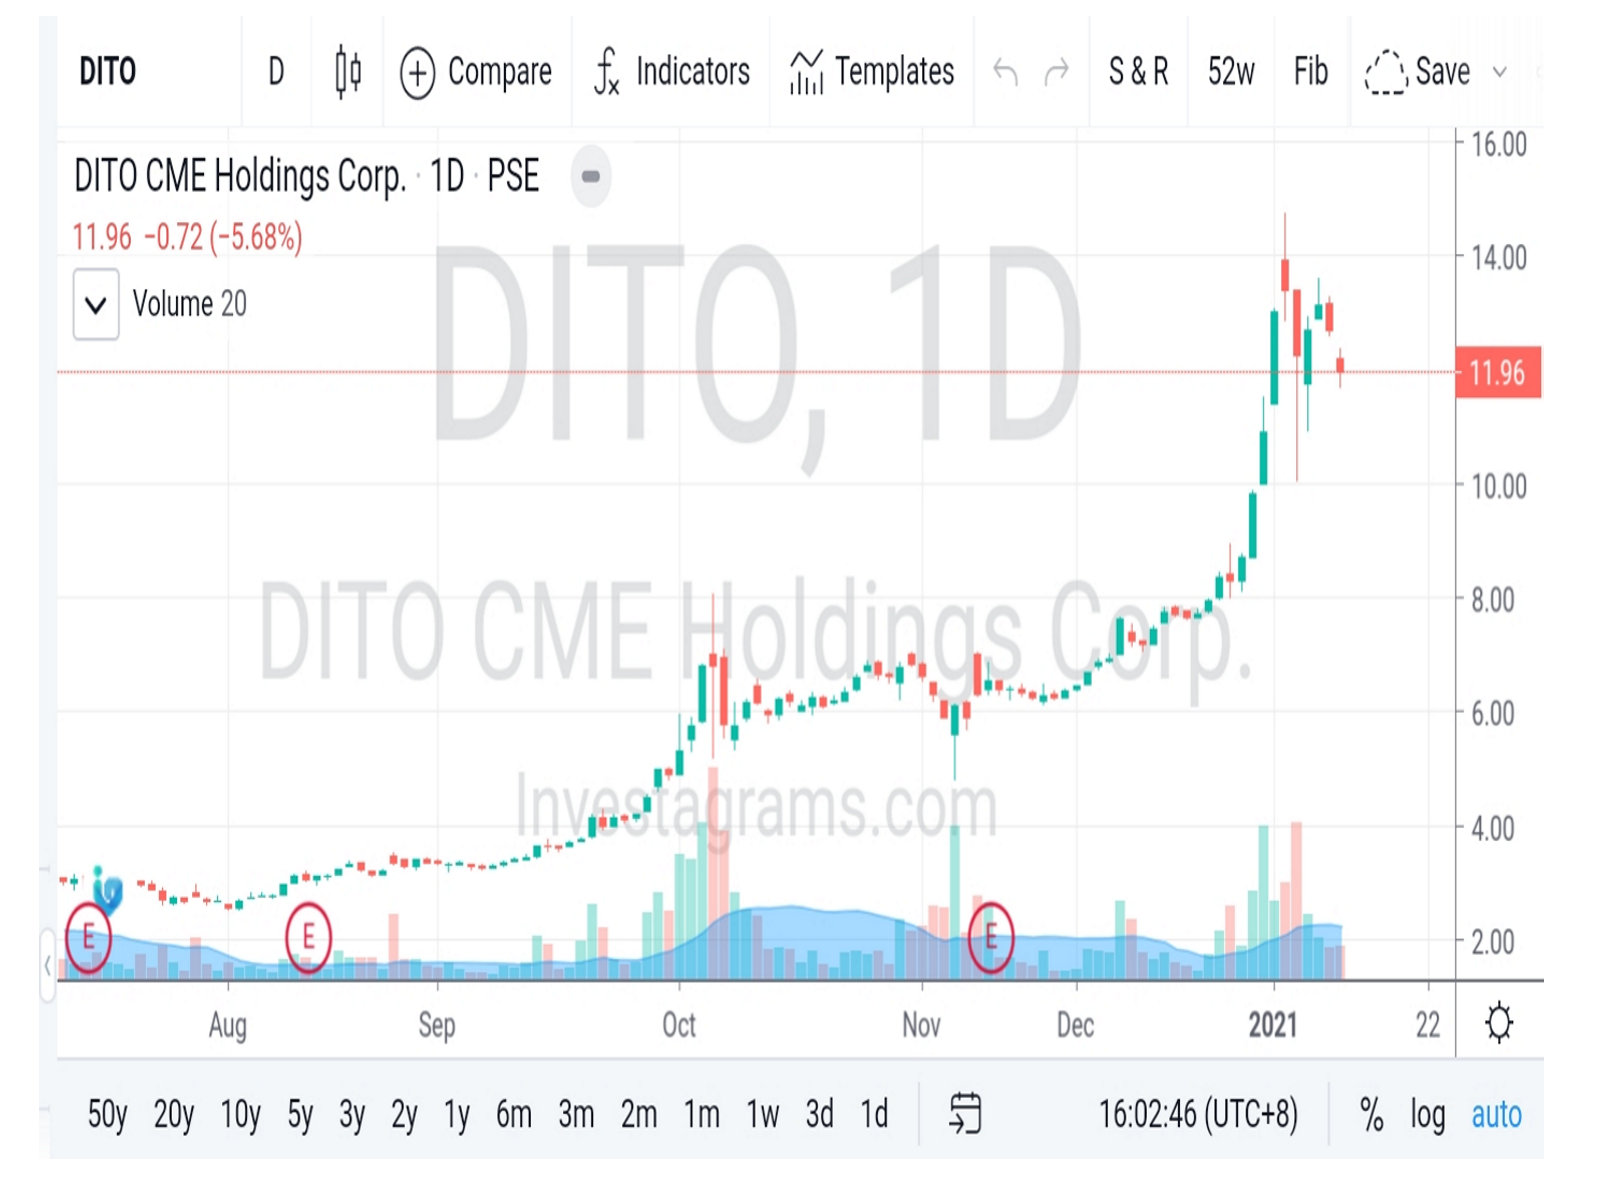 DITO D Compare fx Indicators Templates S & R 52w Fib Save
DITO CME Holdings Corp. · 1D · PSE
11.96 −0.72 (−5.68%)
Volume 20
DITO, 1D
DITO CME Holdings Corp.
Investagrams.com
16.00
14.00
11.96
10.00
8.00
6.00
4.00
2.00
E E E
Aug Sep Oct Nov Dec 2021 22
50y 20y 10y 5y 3y 2y 1y 6m 3m 2m 1m 1w 3d 1d 16:02:46 (UTC+8) % log auto